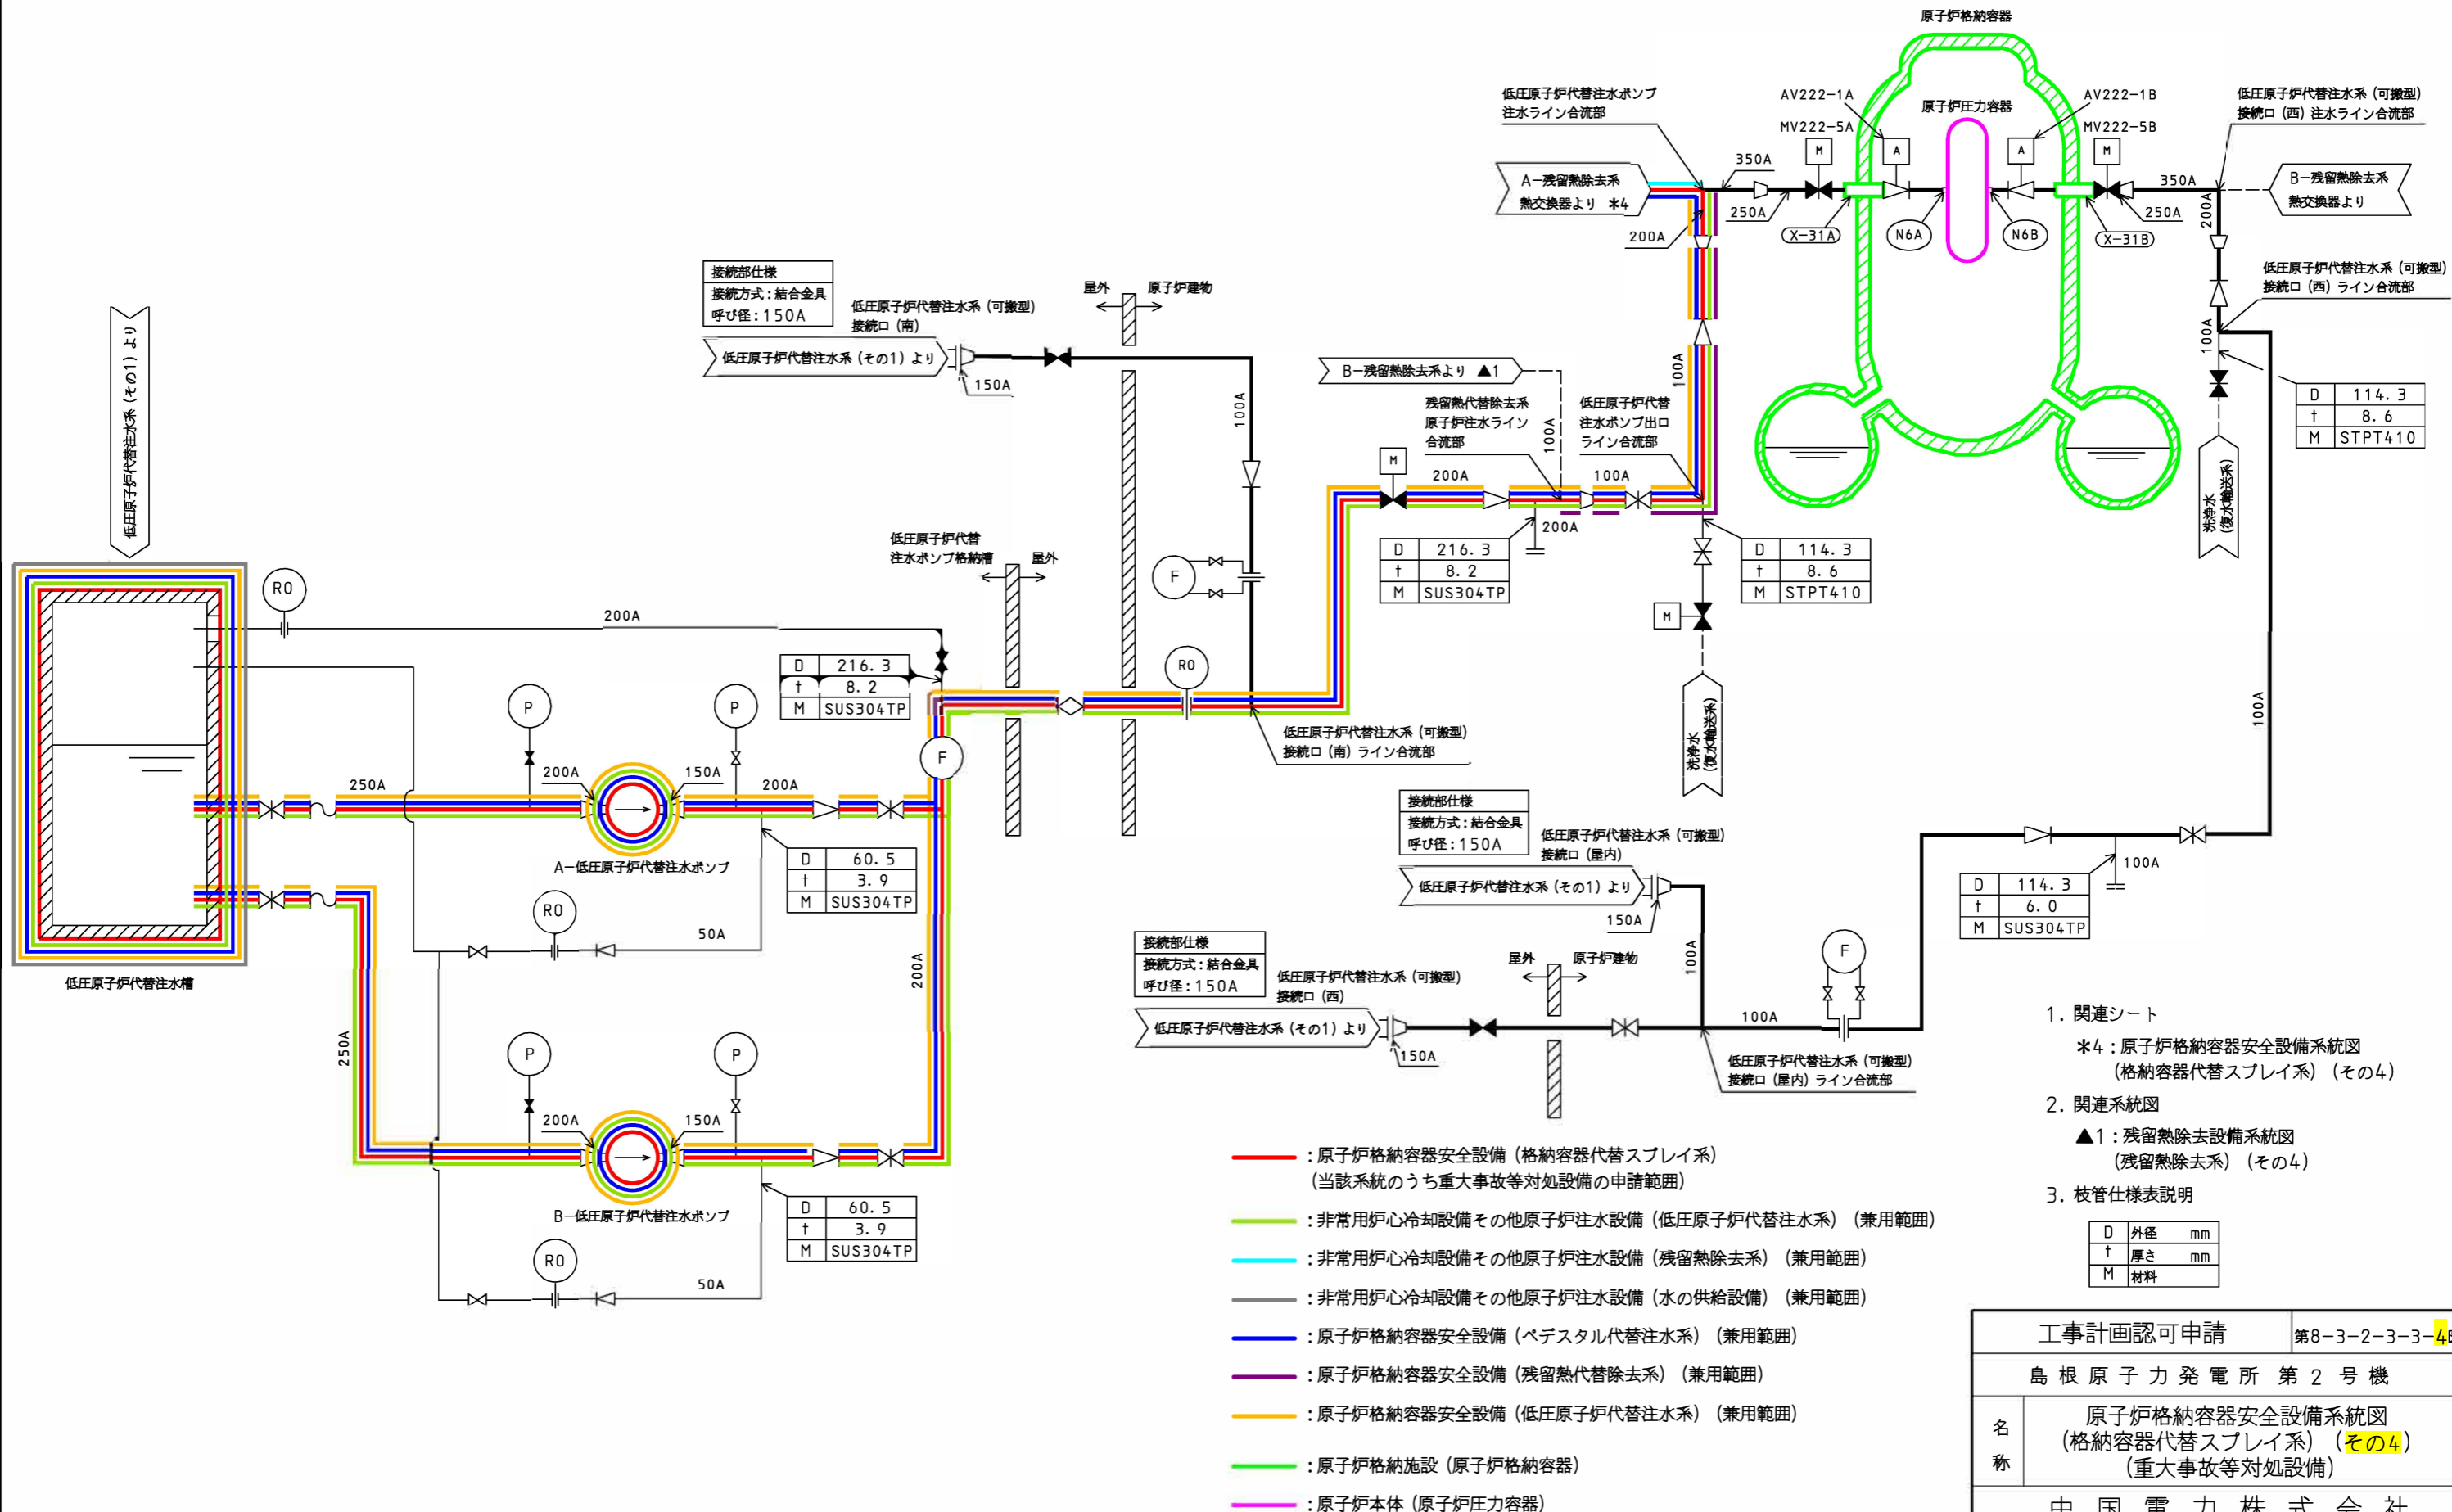 原子炉格納容器
低圧原子炉代替注水ポンプ
注水ライン合流部
AV222-1A
原子炉圧力容器
AV222-1B
低圧原子炉代替注水系(可搬型)
接続口(西)注水ライン合流部
MV222-5A
MV222-5B
M
A
A
M
A-残留熱除去系
熱交換器より ＊4
350A
250A
350A
250A
B-残留熱除去系
熱交換器より
200A
200A
X-31A
N6A
N6B
X-31B
低圧原子炉代替注水系(可搬型)
接続口(西)ライン合流部
100A
D 114.3
t 8.6
M STPT410
洗浄水
(復水輸送系)
接続部仕様
接続方式:結合金具
呼び径:150A
低圧原子炉代替注水系(可搬型)
接続口(南)
屋外
原子炉建物
低圧原子炉代替注水系(その1)より
150A
100A
B-残留熱除去系より ▲1
残留熱代替除去系
原子炉注水ライン
合流部
100A
低圧原子炉代替
注水ポンプ出口
ライン合流部
100A
M
200A
100A
200A
D 216.3
t 8.2
M SUS304TP
D 114.3
t 8.6
M STPT410
M
洗浄水
(復水輸送系)
低圧原子炉代替注水系(その1)より
低圧原子炉代替
注水ポンプ格納槽
屋外
F
RO
200A
RO
D 216.3
t 8.2
M SUS304TP
P
P
F
低圧原子炉代替注水系(可搬型)
接続口(南)ライン合流部
250A
200A
150A
200A
A-低圧原子炉代替注水ポンプ
D 60.5
t 3.9
M SUS304TP
RO
50A
200A
低圧原子炉代替注水槽
250A
P
P
200A
150A
B-低圧原子炉代替注水ポンプ
D 60.5
t 3.9
M SUS304TP
RO
50A
接続部仕様
接続方式:結合金具
呼び径:150A
低圧原子炉代替注水系(可搬型)
接続口(屋内)
低圧原子炉代替注水系(その1)より
150A
100A
接続部仕様
接続方式:結合金具
呼び径:150A
低圧原子炉代替注水系(可搬型)
接続口(西)
屋外
原子炉建物
低圧原子炉代替注水系(その1)より
150A
100A
F
低圧原子炉代替注水系(可搬型)
接続口(屋内)ライン合流部
100A
100A
D 114.3
t 6.0
M SUS304TP
:原子炉格納容器安全設備(格納容器代替スプレイ系)
(当該系統のうち重大事故等対処設備の申請範囲)
:非常用炉心冷却設備その他原子炉注水設備(低圧原子炉代替注水系)(兼用範囲)
:非常用炉心冷却設備その他原子炉注水設備(残留熱除去系)(兼用範囲)
:非常用炉心冷却設備その他原子炉注水設備(水の供給設備)(兼用範囲)
:原子炉格納容器安全設備(ペデスタル代替注水系)(兼用範囲)
:原子炉格納容器安全設備(残留熱代替除去系)(兼用範囲)
:原子炉格納容器安全設備(低圧原子炉代替注水系)(兼用範囲)
:原子炉格納施設(原子炉格納容器)
:原子炉本体(原子炉圧力容器)
1. 関連シート
＊4:原子炉格納容器安全設備系統図
(格納容器代替スプレイ系)(その4)
2. 関連系統図
▲1:残留熱除去設備系統図
(残留熱除去系)(その4)
3. 枝管仕様表説明
D 外径 mm
t 厚さ mm
M 材料
工事計画認可申請 第8-3-2-3-3-4図
島根原子力発電所 第2号機
名称
原子炉格納容器安全設備系統図
(格納容器代替スプレイ系)(その4)
(重大事故等対処設備)
中国電力株式会社